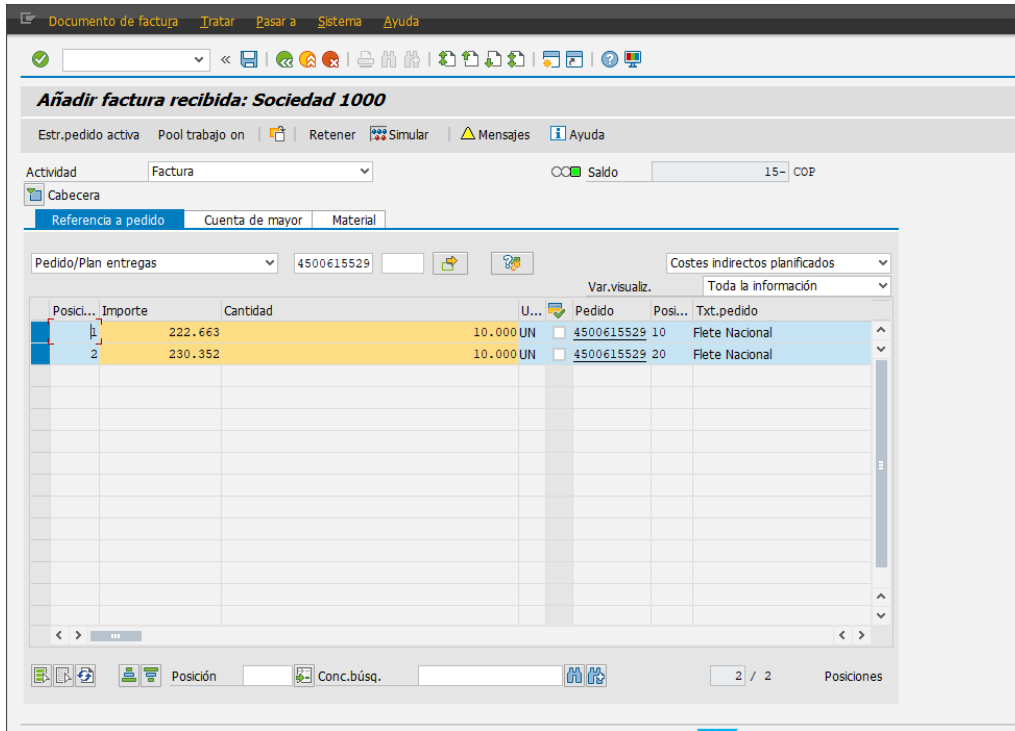 Documento de factura Tratar Pasar a Sistema Ayuda
Añadir factura recibida: Sociedad 1000
Estr.pedido activa Pool trabajo on Retener Simular Mensajes Ayuda
Actividad Factura Saldo 15- COP
Cabecera
Referencia a pedido Cuenta de mayor Material
Pedido/Plan entregas 4500615529 Costes indirectos planificados
Var.visualiz. Toda la información
Posici... Importe Cantidad U... Pedido Posi... Txt.pedido
1 222.663 10.000 UN 4500615529 10 Flete Nacional
2 230.352 10.000 UN 4500615529 20 Flete Nacional
Posición Conc.búsq. 2 / 2 Posiciones